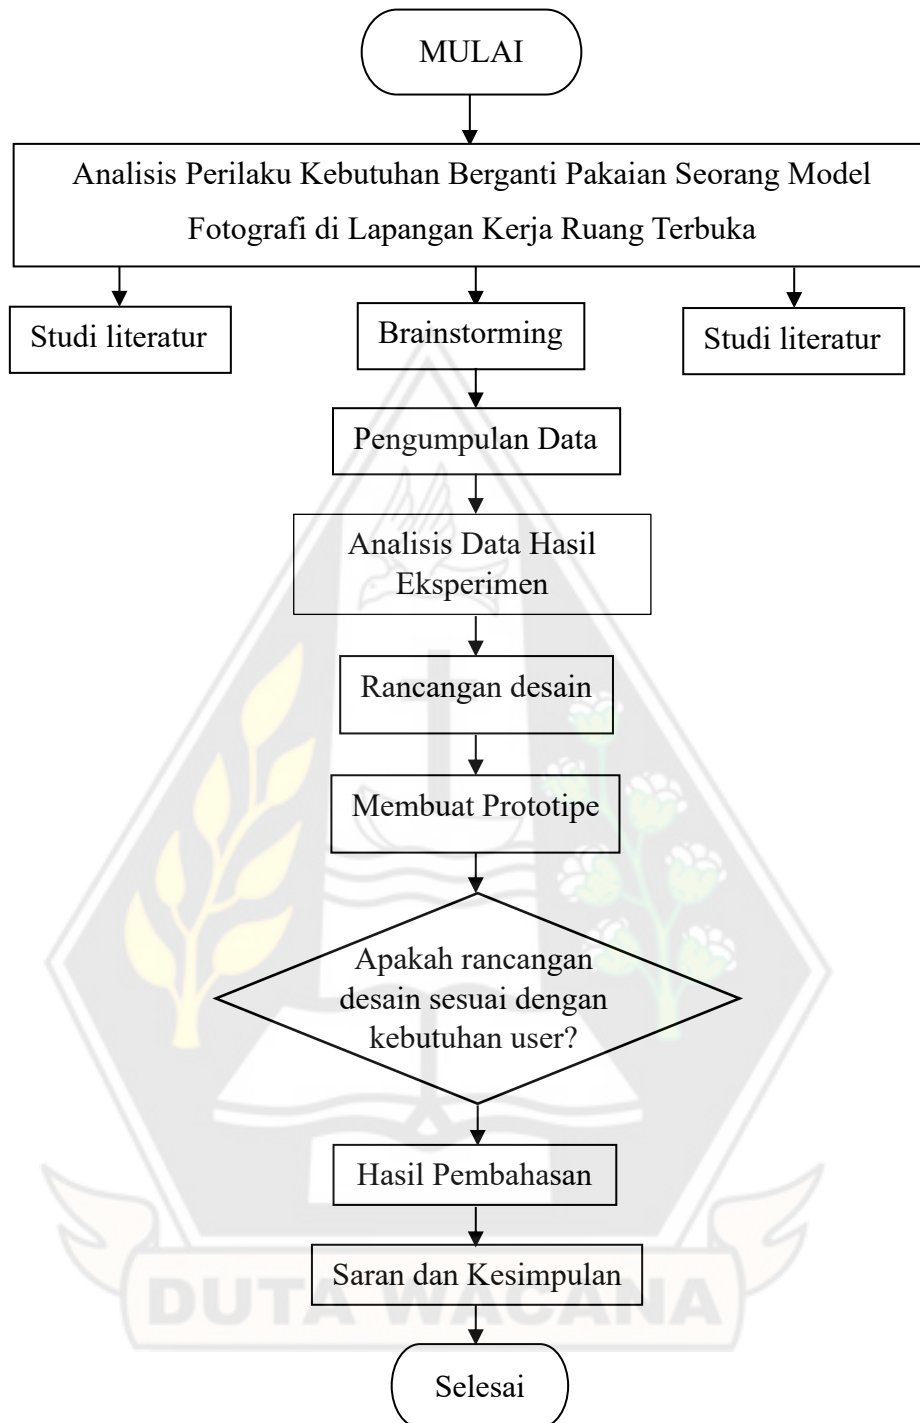 MULAI
Analisis Perilaku Kebutuhan Berganti Pakaian Seorang Model
Fotografi di Lapangan Kerja Ruang Terbuka
Studi literatur
Brainstorming
Studi literatur
Pengumpulan Data
Analisis Data Hasil
Eksperimen
Rancangan desain
Membuat Prototipe
Apakah rancangan
desain sesuai dengan
kebutuhan user?
Hasil Pembahasan
Saran dan Kesimpulan
DUTA WACANA
Selesai